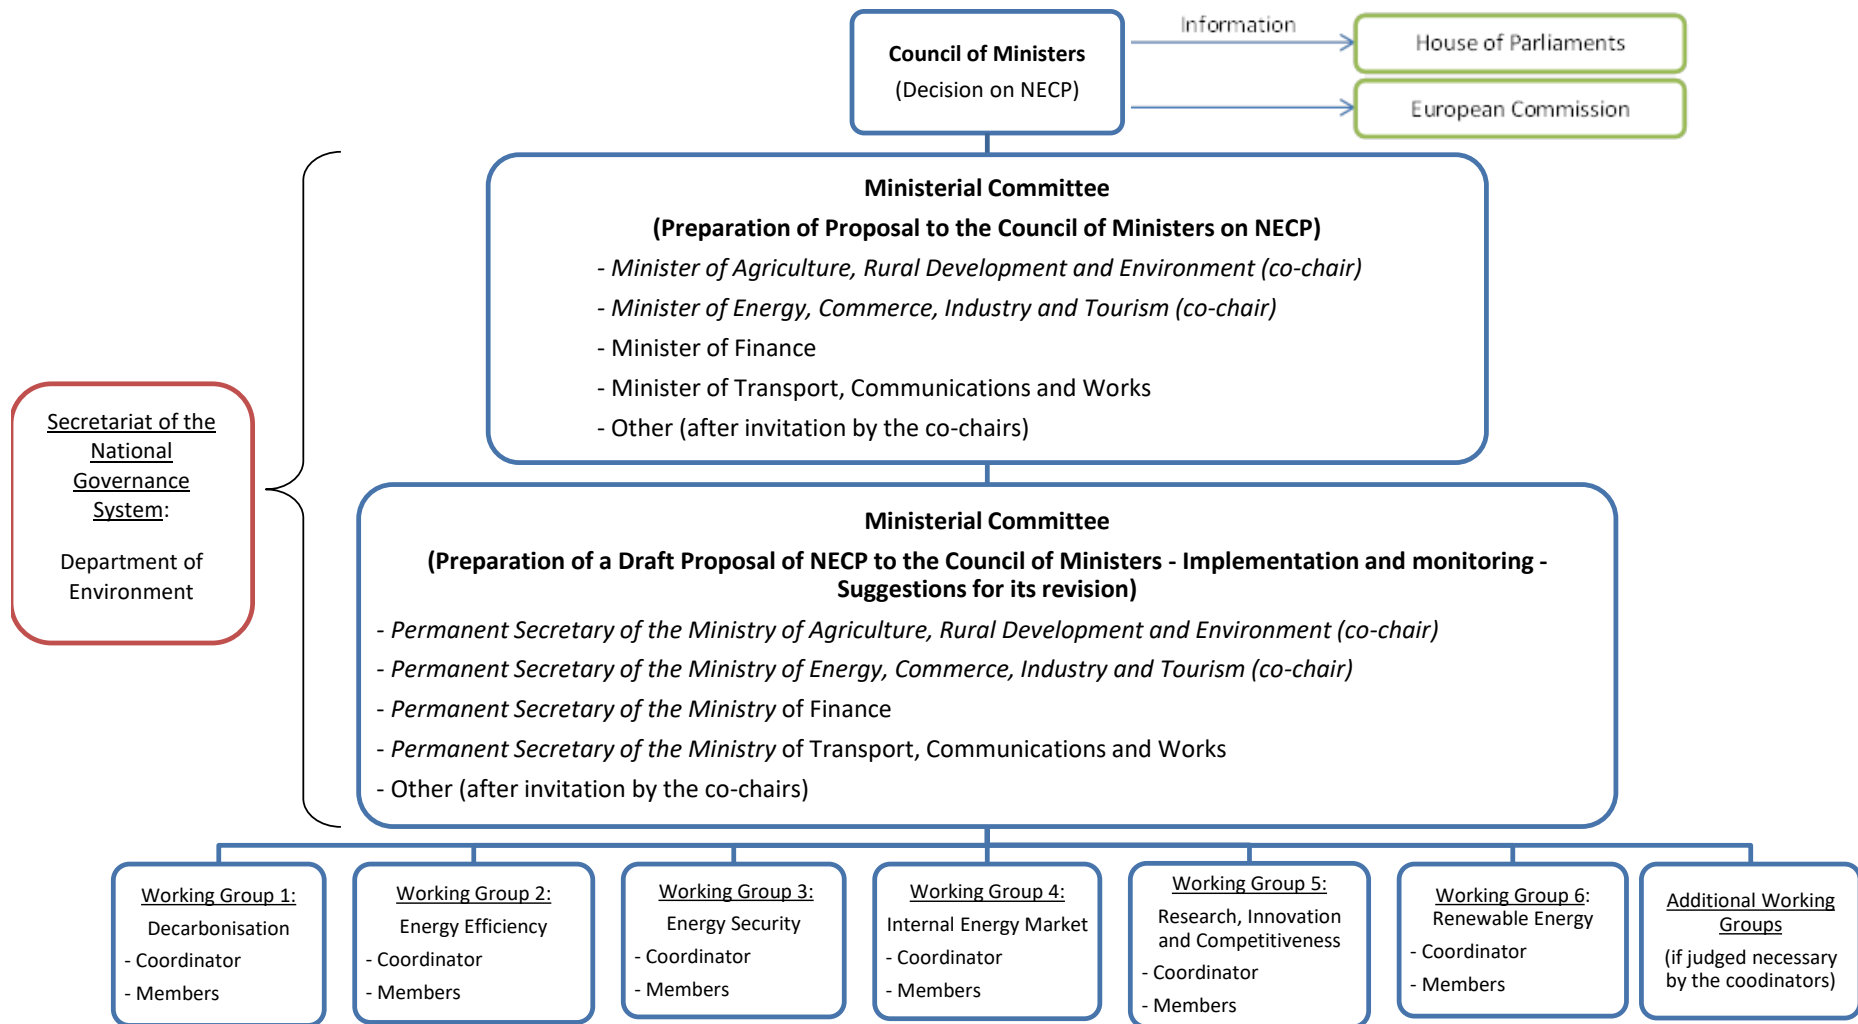 Council of Ministers
(Decision on NECP)
Information
House of Parliaments
European Commission
Ministerial Committee
(Preparation of Proposal to the Council of Ministers on NECP)
- Minister of Agriculture, Rural Development and Environment (co-chair)
- Minister of Energy, Commerce, Industry and Tourism (co-chair)
- Minister of Finance
- Minister of Transport, Communications and Works
- Other (after invitation by the co-chairs)
Secretariat of the
National
Governance
System:
Department of
Environment
Ministerial Committee
(Preparation of a Draft Proposal of NECP to the Council of Ministers - Implementation and monitoring -
Suggestions for its revision)
- Permanent Secretary of the Ministry of Agriculture, Rural Development and Environment (co-chair)
- Permanent Secretary of the Ministry of Energy, Commerce, Industry and Tourism (co-chair)
- Permanent Secretary of the Ministry of Finance
- Permanent Secretary of the Ministry of Transport, Communications and Works
- Other (after invitation by the co-chairs)
Working Group 1:
Decarbonisation
- Coordinator
- Members
Working Group 2:
Energy Efficiency
- Coordinator
- Members
Working Group 3:
Energy Security
- Coordinator
- Members
Working Group 4:
Internal Energy Market
- Coordinator
- Members
Working Group 5:
Research, Innovation
and Competitiveness
- Coordinator
- Members
Working Group 6:
Renewable Energy
- Coordinator
- Members
Additional Working
Groups
(if judged necessary
by the coodinators)